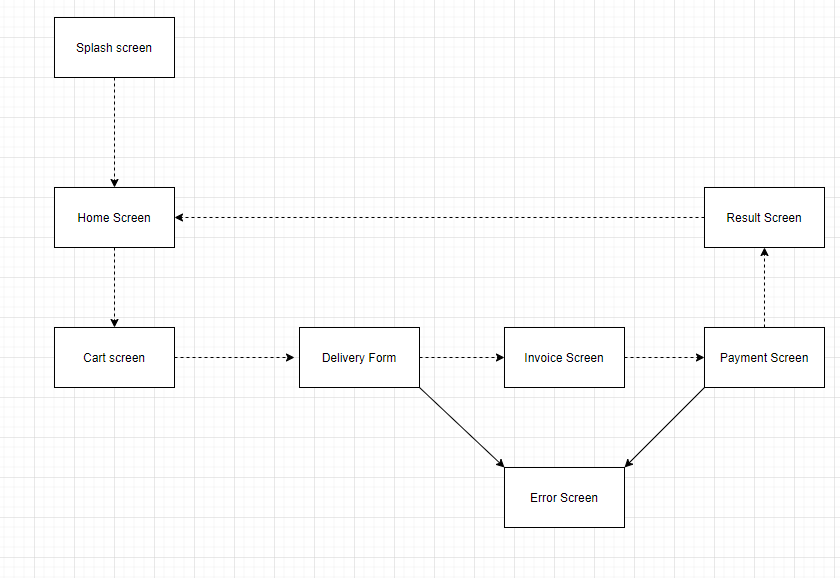 Splash screen
Home Screen
Result Screen
Cart screen
Delivery Form
Invoice Screen
Payment Screen
Error Screen